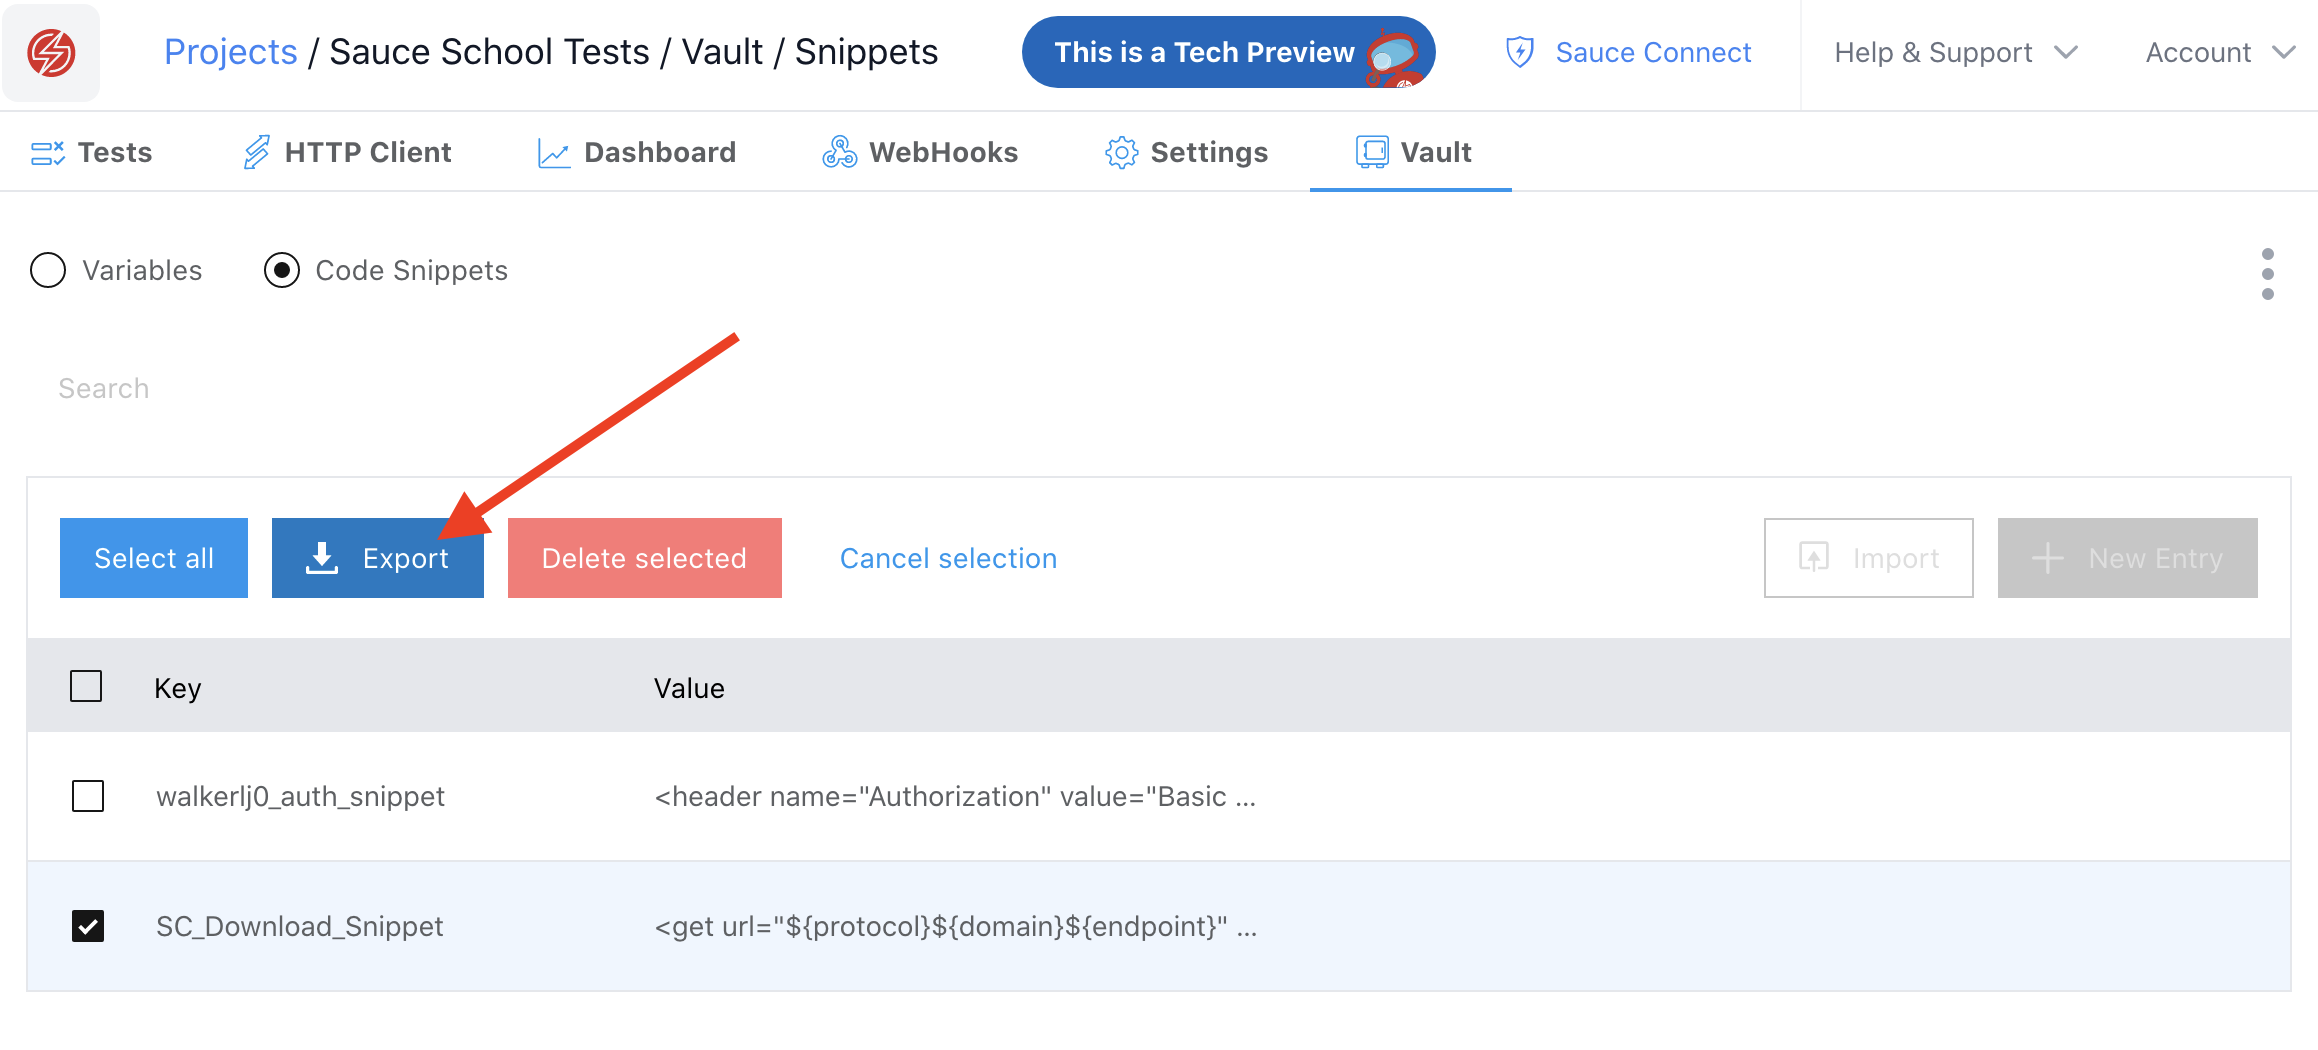 Projects / Sauce School Tests / Vault / Snippets
This is a Tech Preview
Sauce Connect
Help & Support
Account
Tests
HTTP Client
Dashboard
WebHooks
Settings
Vault
Variables
Code Snippets
Search
Select all
Export
Delete selected
Cancel selection
Import
New Entry
Key
Value
walkerlj0_auth_snippet
<header name="Authorization" value="Basic ...
SC_Download_Snippet
<get url="${protocol}${domain}${endpoint}" ...